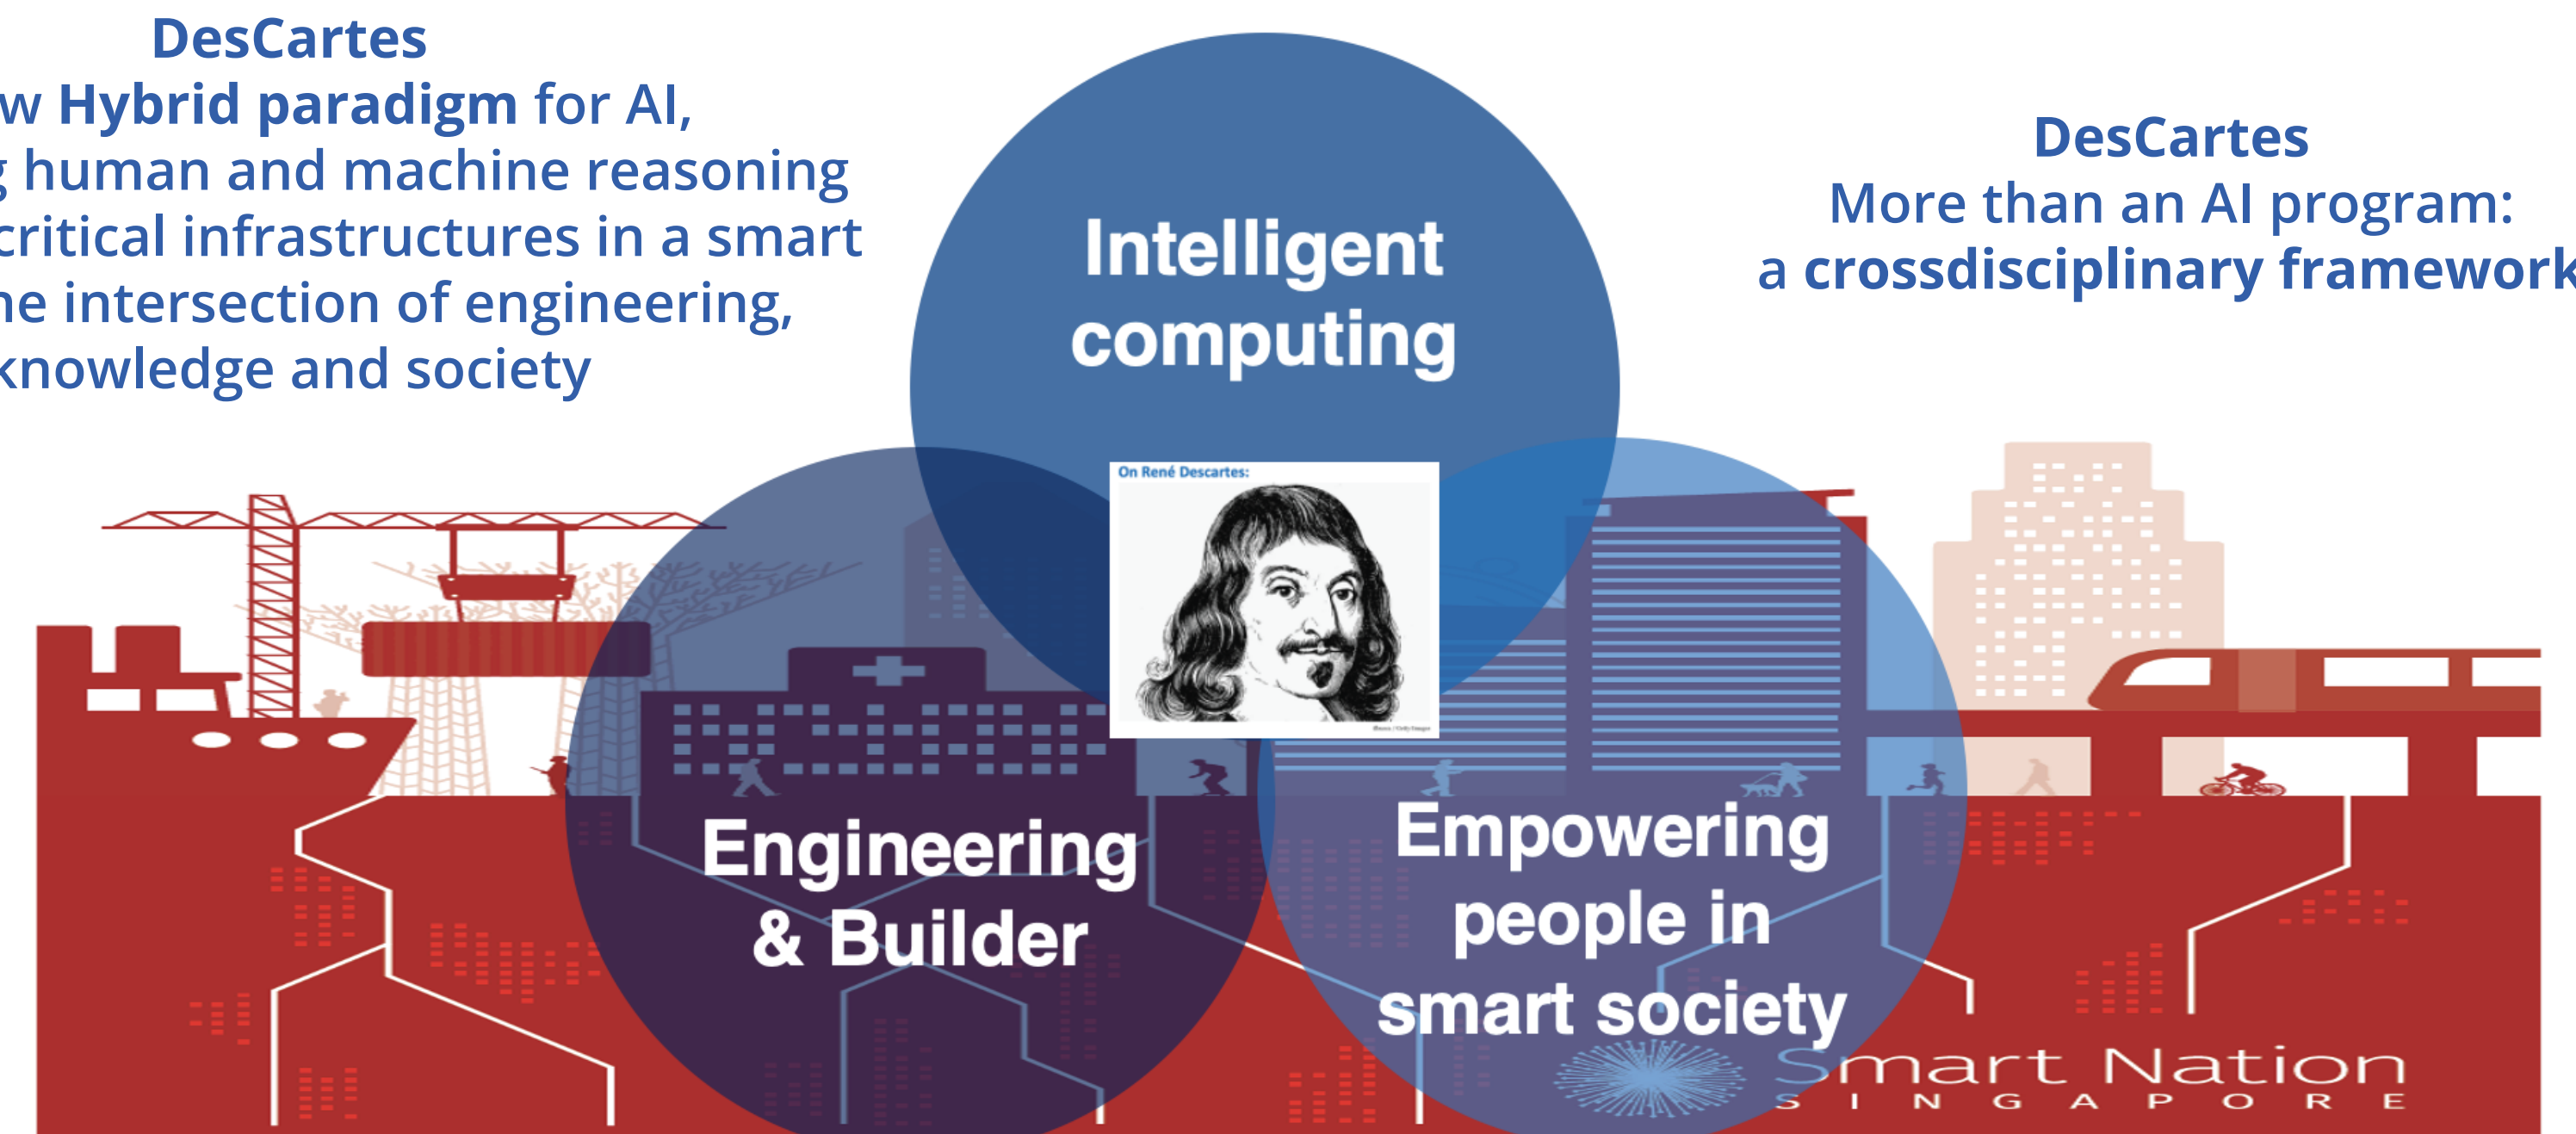 DesCartes
w Hybrid paradigm for AI,
g human and machine reasoning
critical infrastructures in a smart
he intersection of engineering,
knowledge and society
DesCartes
More than an AI program:
a crossdisciplinary framework
Intelligent
computing
On René Descartes:
Engineering
& Builder
Empowering
people in
smart society
Smart Nation
SINGAPORE